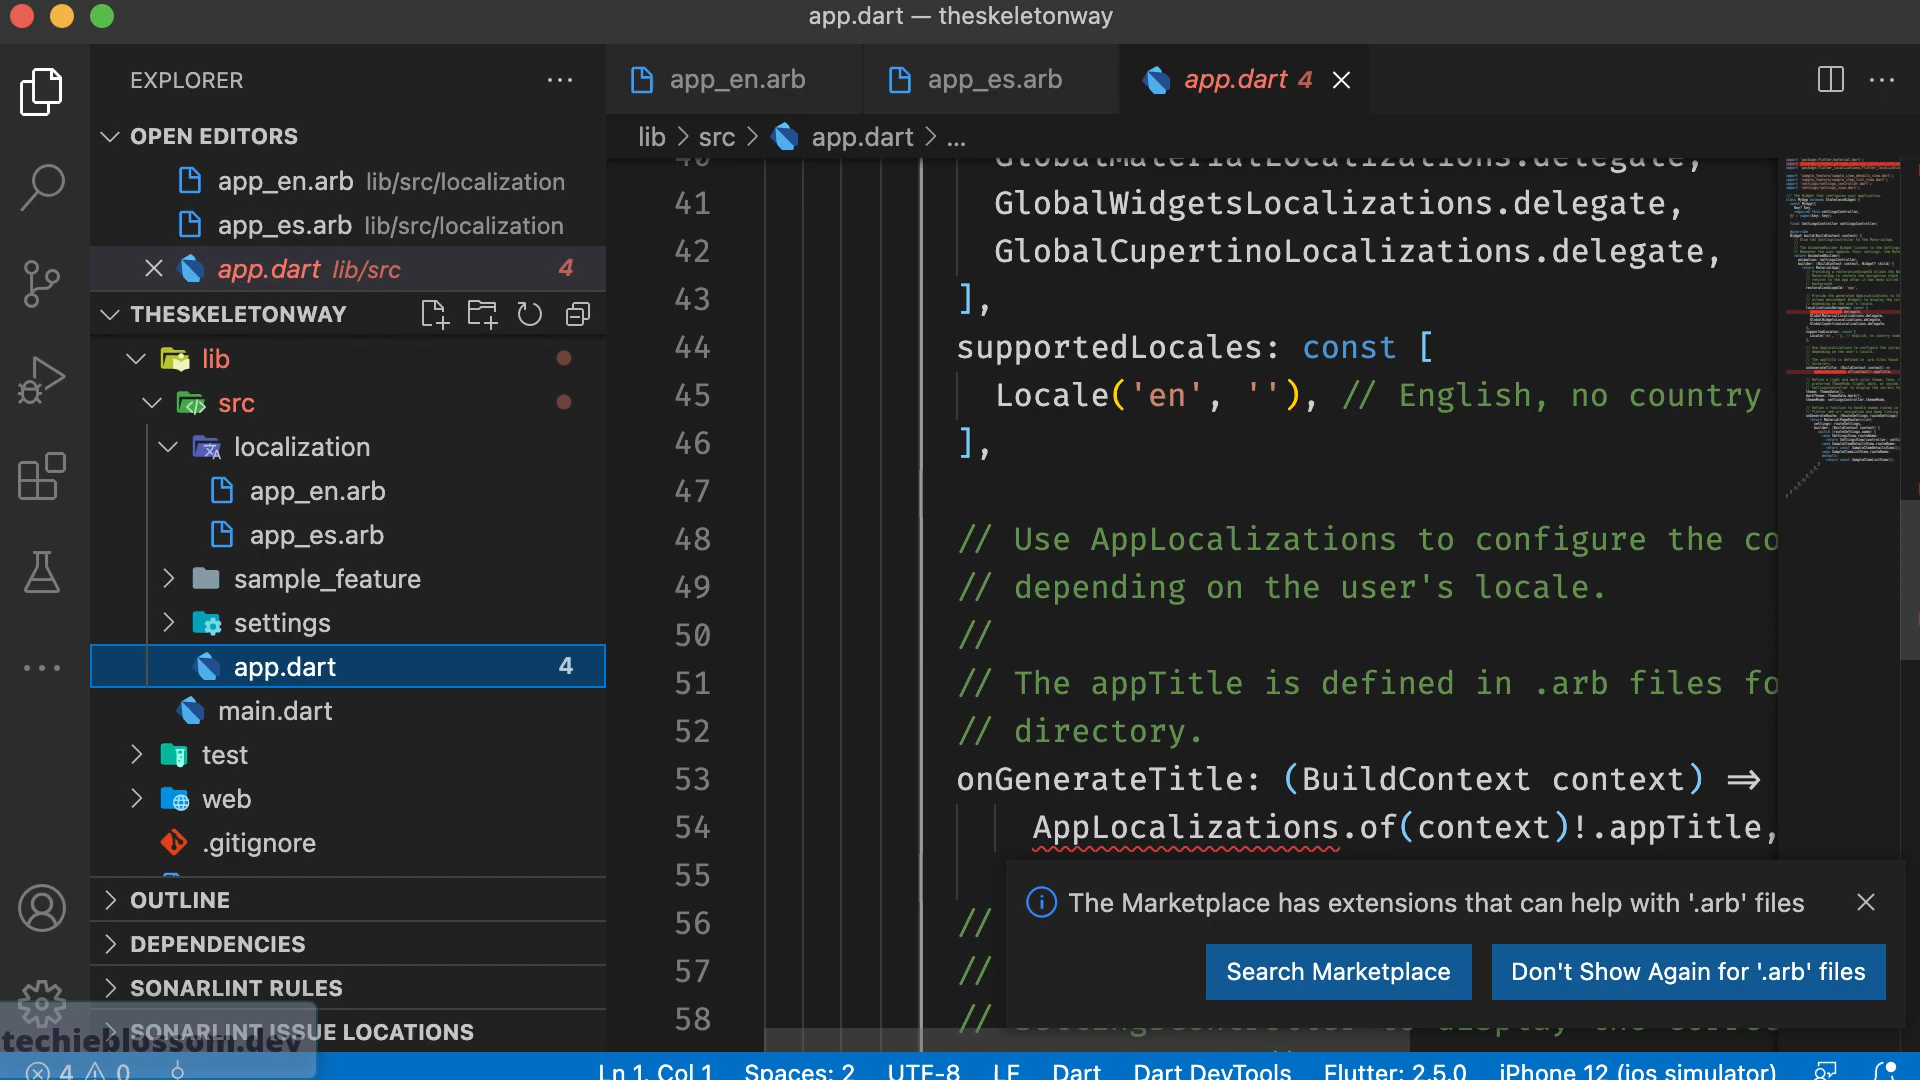 app.dart — theskeletonway
EXPLORER
OPEN EDITORS
app_en.arb lib/src/localization
app_es.arb lib/src/localization
app.dart lib/src 4
THESKELETONWAY
lib
src
localization
app_en.arb
app_es.arb
sample_feature
settings
app.dart 4
main.dart
test
web
.gitignore
OUTLINE
DEPENDENCIES
SONARLINT RULES
SONARLINT ISSUE LOCATIONS
techieblossom.dev
app_en.arb
app_es.arb
app.dart 4
lib > src > app.dart > ...
40 GlobalMaterialLocalizations.delegate,
41 GlobalWidgetsLocalizations.delegate,
42 GlobalCupertinoLocalizations.delegate,
43 ],
44 supportedLocales: const [
45 Locale('en', ''), // English, no country
46 ],
47
48 // Use AppLocalizations to configure the co
49 // depending on the user's locale.
50 //
51 // The appTitle is defined in .arb files fo
52 // directory.
53 onGenerateTitle: (BuildContext context) =>
54 AppLocalizations.of(context)!.appTitle,
55
56 //
57 //
58 // SettingsController to display the correc
The Marketplace has extensions that can help with '.arb' files
Search Marketplace
Don't Show Again for '.arb' files
4 0 Ln 1, Col 1 Spaces: 2 UTF-8 LF Dart Dart DevTools Flutter: 2.5.0 iPhone 12 (ios simulator)